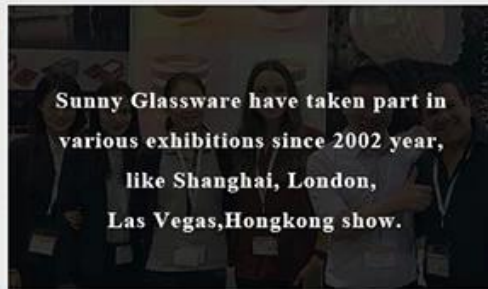 Sunny Glassware have taken part in
various exhibitions since 2002 year,
like Shanghai, London,
Las Vegas,Hongkong show.